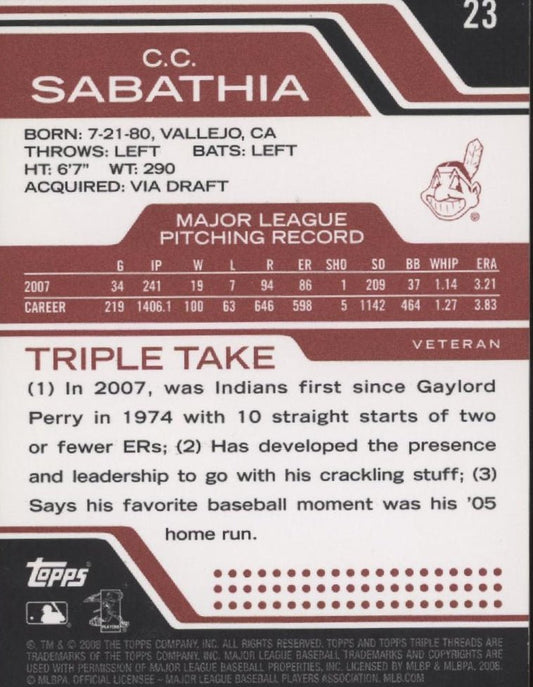 23
C.C.
SABATHIA
BORN: 7-21-80, VALLEJO, CA
THROWS: LEFT BATS: LEFT
HT: 6'7" WT: 290
ACQUIRED: VIA DRAFT
MAJOR LEAGUE
PITCHING RECORD
G IP W L R ER SHO SO BB WHIP ERA
2007 34 241 19 7 94 86 1 209 37 1.14 3.21
CAREER 219 1406.1 100 63 646 598 5 1142 464 1.27 3.83
VETERAN
TRIPLE TAKE
(1) In 2007, was Indians first since Gaylord
Perry in 1974 with 10 straight starts of two
or fewer ERs; (2) Has developed the presence
and leadership to go with his crackling stuff; (3)
Says his favorite baseball moment was his '05
home run.
Topps
PLAYERS
©, TM & © 2008 THE TOPPS COMPANY, INC. ALL RIGHTS RESERVED. TOPPS AND TOPPS TRIPLE THREADS ARE
TRADEMARKS OF THE TOPPS COMPANY, INC. MAJOR LEAGUE BASEBALL TRADEMARKS AND COPYRIGHTS ARE
USED WITH PERMISSION OF MAJOR LEAGUE BASEBALL PROPERTIES, INC. LICENSED BY MLBP & MLBPA, 2008.
© MLBPA. OFFICIAL LICENSEE – MAJOR LEAGUE BASEBALL PLAYERS ASSOCIATION. MLB.COM